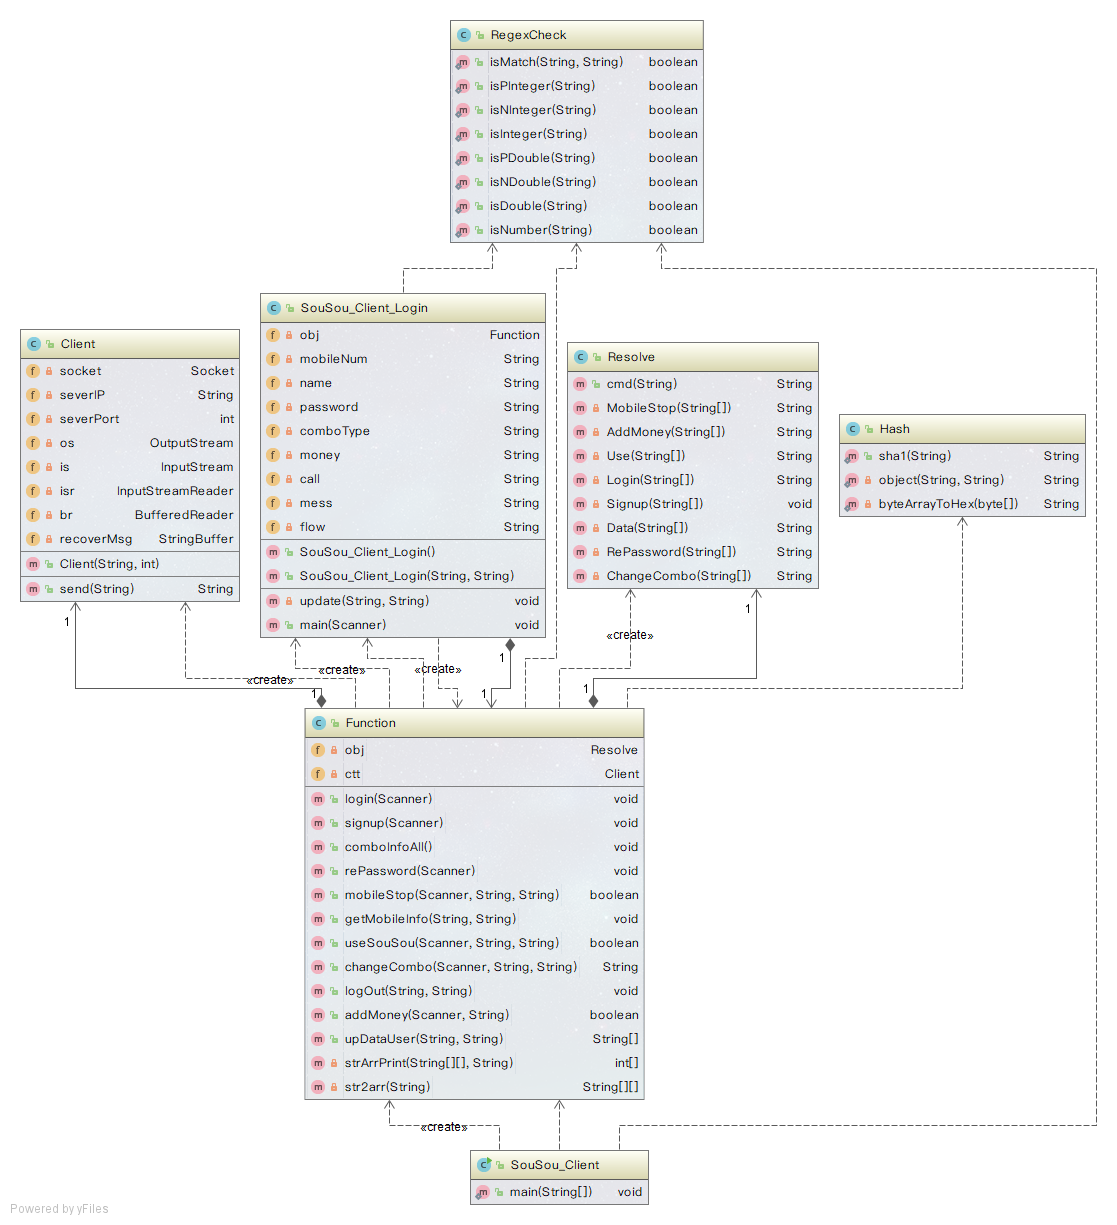 RegexCheck
isMatch(String, String) boolean
isPInteger(String) boolean
isNInteger(String) boolean
isInteger(String) boolean
isPDouble(String) boolean
isNDouble(String) boolean
isDouble(String) boolean
isNumber(String) boolean
SouSou_Client_Login
obj Function
mobileNum String
name String
password String
comboType String
money String
call String
mess String
flow String
SouSou_Client_Login()
SouSou_Client_Login(String, String)
update(String, String) void
main(Scanner) void
Client
socket Socket
severIP String
severPort int
os OutputStream
is InputStream
isr InputStreamReader
br BufferedReader
recoverMsg StringBuffer
Client(String, int)
send(String) String
Resolve
cmd(String) String
MobileStop(String[]) String
AddMoney(String[]) String
Use(String[]) String
Login(String[]) String
Signup(String[]) void
Data(String[]) String
RePassword(String[]) String
ChangeCombo(String[]) String
Hash
sha1(String) String
object(String, String) String
byteArrayToHex(byte[]) String
1
1
«create»
1
«create»
«create»
«create»
1
1
1
Function
obj Resolve
ctt Client
login(Scanner) void
signup(Scanner) void
comboInfoAll() void
rePassword(Scanner) void
mobileStop(Scanner, String, String) boolean
getMobileInfo(String, String) void
useSouSou(Scanner, String, String) boolean
changeCombo(Scanner, String, String) String
logOut(String, String) void
addMoney(Scanner, String) boolean
upDataUser(String, String) String[]
strArrPrint(String[][], String) int[]
str2arr(String) String[][]
«create»
SouSou_Client
main(String[]) void
Powered by yFiles